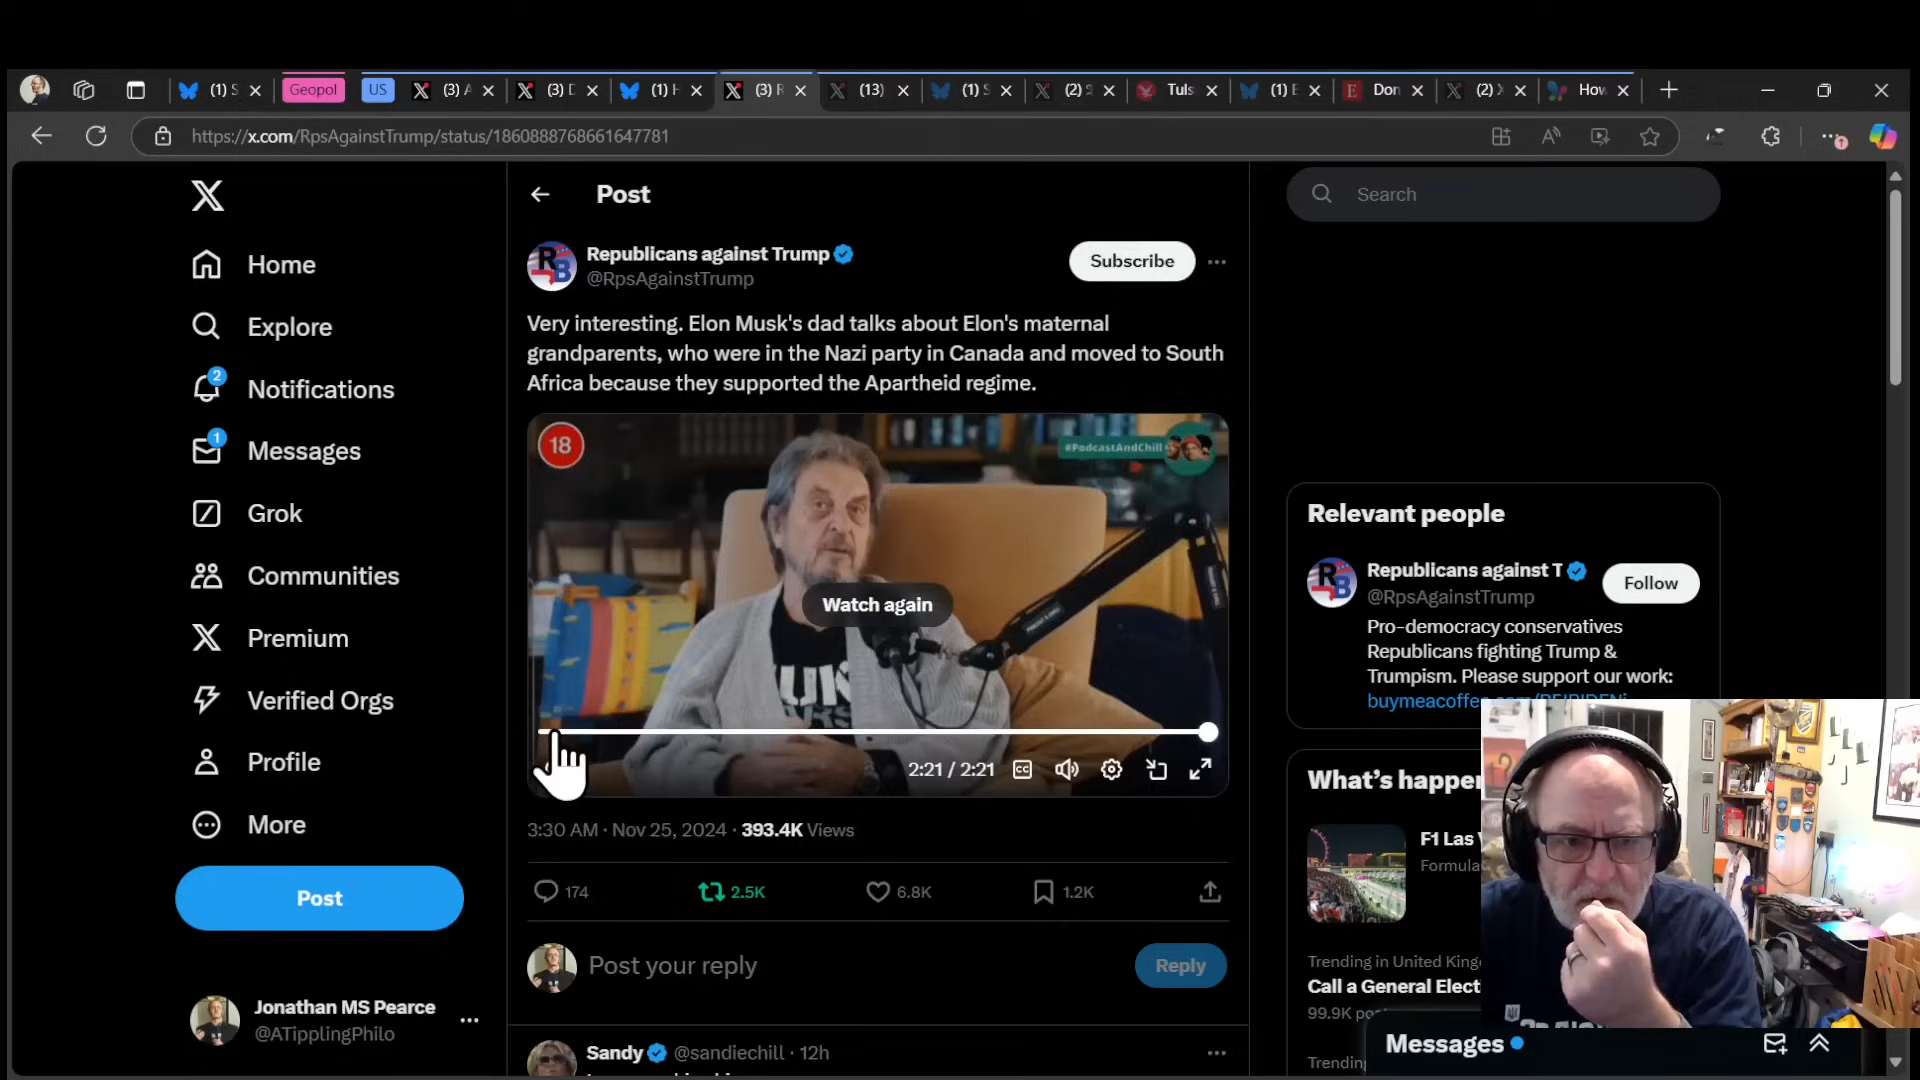 (1) S
Geopol
US
(3) A
(3) D
(1) H
(3) R
(13)
(1) S
(2)
Tuls
(1) E
Don
(2) X
How
https://x.com/RpsAgainstTrump/status/1860888768661647781
Post
Search
Home
Explore
2
Notifications
1
Messages
Grok
Communities
Premium
Verified Orgs
Profile
More
Post
Jonathan MS Pearce
@ATipplingPhilo
Republicans against Trump
@RpsAgainstTrump
Subscribe
Very interesting. Elon Musk's dad talks about Elon's maternal
grandparents, who were in the Nazi party in Canada and moved to South
Africa because they supported the Apartheid regime.
18
#PodcastAndChill
Watch again
2:21 / 2:21
CC
3:30 AM · Nov 25, 2024 · 393.4K Views
174
2.5K
6.8K
1.2K
Post your reply
Reply
Sandy @sandiechill · 12h
Relevant people
Republicans against T
@RpsAgainstTrump
Follow
Pro-democracy conservatives
Republicans fighting Trump &
Trumpism. Please support our work:
What's happe
F1 Las
Formula
Trending in United King
Call a General Elect
99.9K po
Trending
Messages